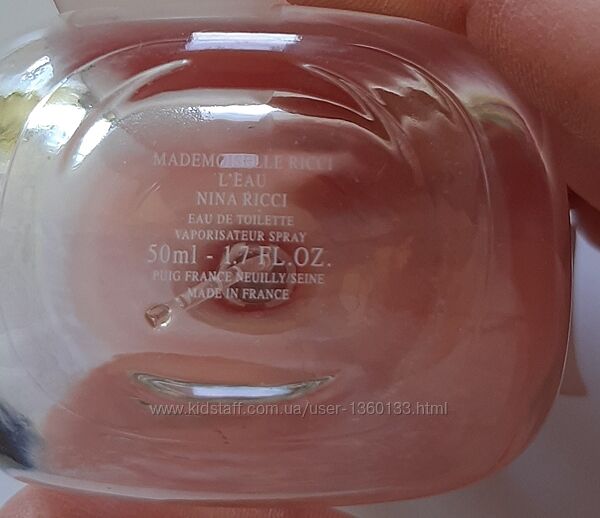 MADEMOISELLE RICCI
L'EAU
NINA RICCI
EAU DE TOILETTE
VAPORISATEUR SPRAY
50ml - 1.7 FL.OZ.
PUIG FRANCE NEUILLY/SEINE
MADE IN FRANCE
www.kidstaff.com.ua/user-1360133.html